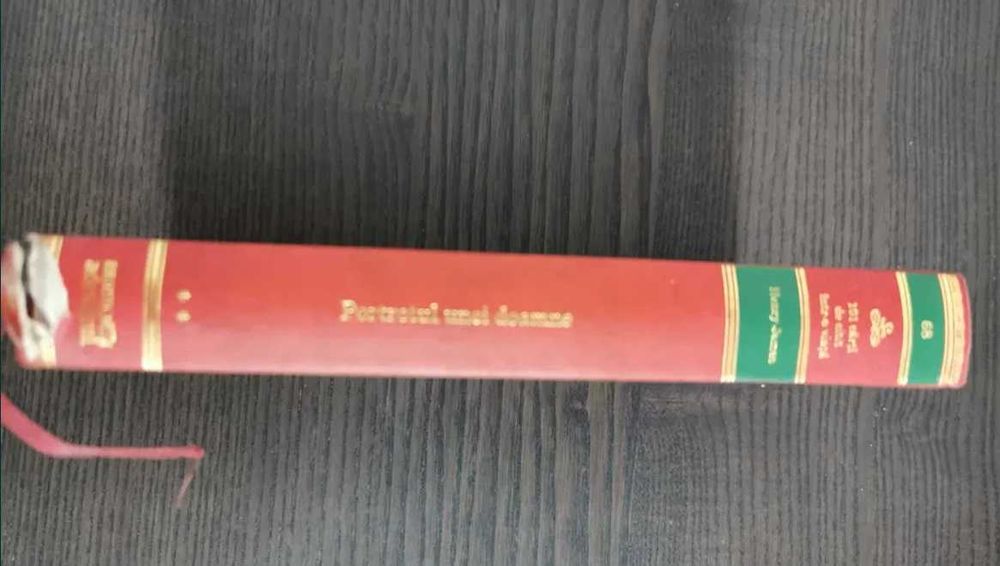 68
101 cărți
de citit
într-o viață
Henry James
Portretul unei doamne